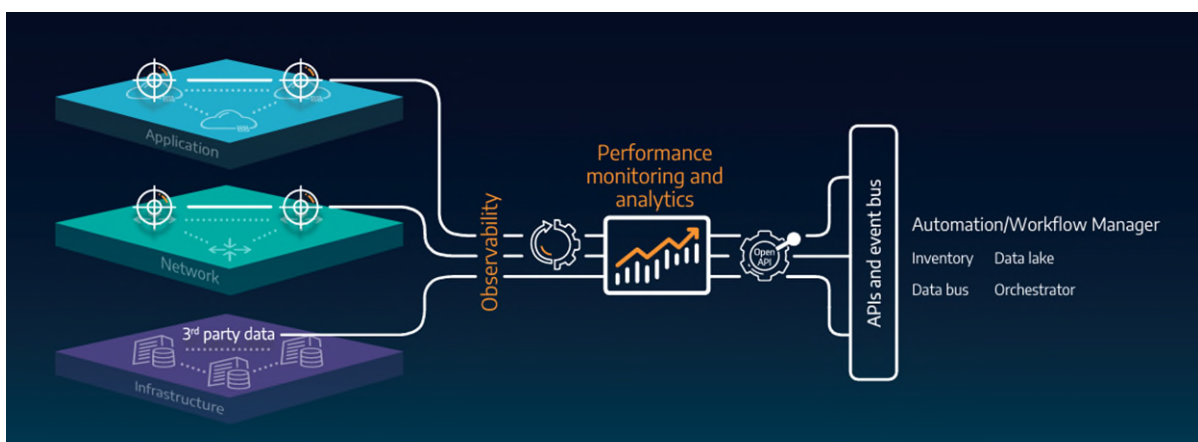 Application
Network
3rd party data
Infrastructure
Observability
Performance
monitoring and
analytics
Open
API
APIs and event bus
Automation/Workflow Manager
Inventory Data lake
Data bus Orchestrator